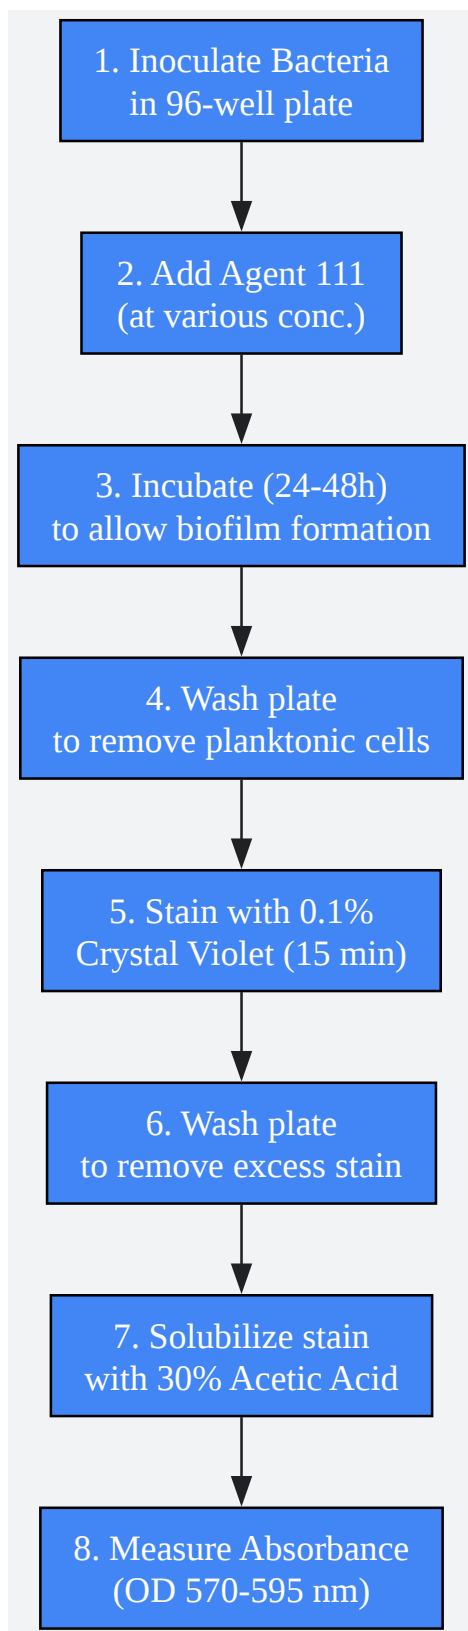 1. Inoculate Bacteria
in 96-well plate
2. Add Agent 111
(at various conc.)
3. Incubate (24-48h)
to allow biofilm formation
4. Wash plate
to remove planktonic cells
5. Stain with 0.1%
Crystal Violet (15 min)
6. Wash plate
to remove excess stain
7. Solubilize stain
with 30% Acetic Acid
8. Measure Absorbance
(OD 570-595 nm)